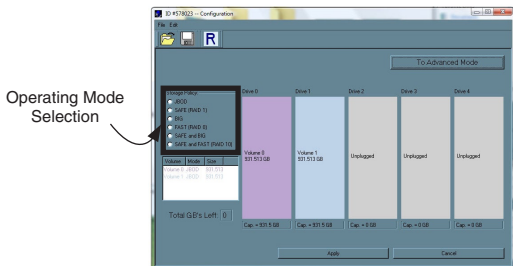 ID #578023 -- Configuration
File Edit
R
To Advanced Mode
Operating Mode
Selection
Storage Policy
JBOD
SAFE (RAID 1)
BIG
FAST (RAID 0)
SAFE and BIG
SAFE and FAST (RAID 10)
Volume Mode Size
Volume 0 JBOD 931.513
Volume 1 JBOD 931.513
Total GB's Left: 0
Drive 0 Drive 1 Drive 2 Drive 3 Drive 4
Volume 0
931.513 GB
Volume 1
931.513 GB
Unplugged Unplugged Unplugged
Cap. = 931.5 GB Cap. = 931.5 GB Cap. = 0 GB Cap. = 0 GB Cap. = 0 GB
Apply Cancel